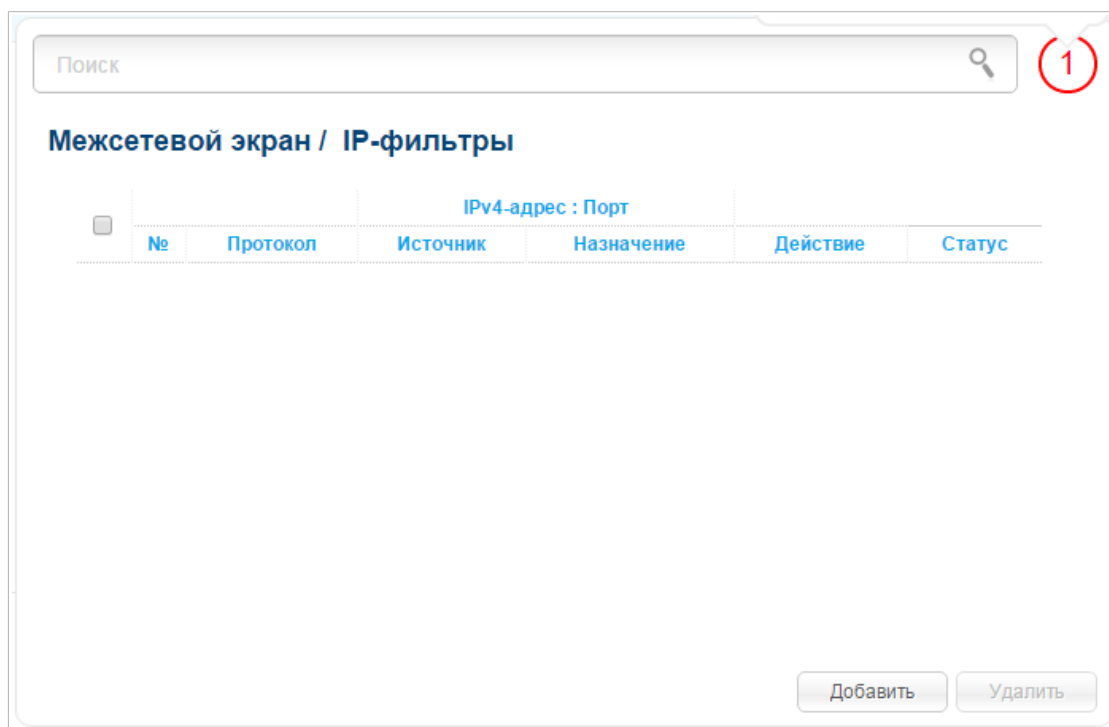 Поиск
1
Межсетевой экран / IP-фильтры
IPv4-адрес : Порт
№ Протокол Источник Назначение Действие Статус
Добавить Удалить